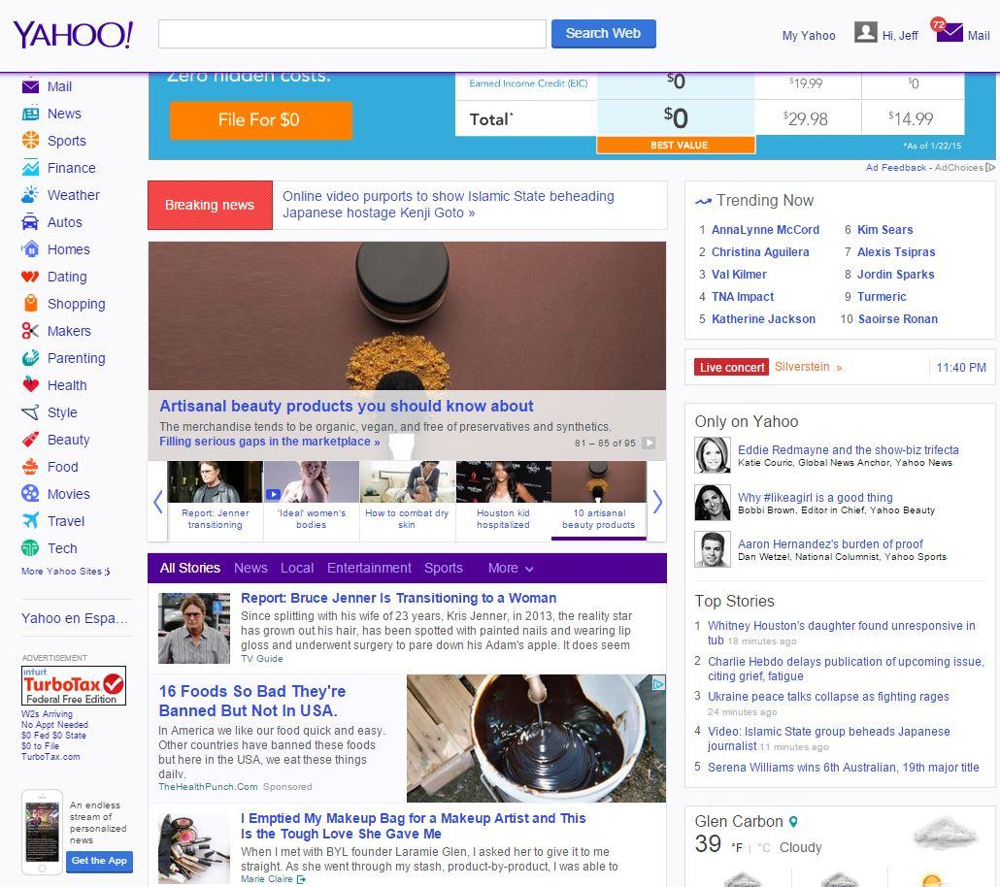 YAHOO!
Search Web
My Yahoo
Hi, Jeff
72
Mail
Mail
News
Sports
Finance
Weather
Autos
Homes
Dating
Shopping
Makers
Parenting
Health
Style
Beauty
Food
Movies
Travel
Tech
More Yahoo Sites
Yahoo en Espa...
ADVERTISEMENT
intuit.
TurboTax
Federal Free Edition
W2s Arriving
No Appt Needed
$0 Fed $0 State
$0 to File
TurboTax.com
An endless
stream of
personalized
news
Get the App
Zero hidden costs.
File For $0
Earned Income Credit (EIC) $0 $19.99 $0
Total* $0 $29.98 $14.99
BEST VALUE
*As of 1/22/15
Ad Feedback - AdChoices
Breaking news
Online video purports to show Islamic State beheading
Japanese hostage Kenji Goto »
Artisanal beauty products you should know about
The merchandise tends to be organic, vegan, and free of preservatives and synthetics.
Filling serious gaps in the marketplace »
81 – 85 of 95
Report: Jenner
transitioning
'Ideal' women's
bodies
How to combat dry
skin
Houston kid
hospitalized
10 artisanal
beauty products
All Stories News Local Entertainment Sports More
Report: Bruce Jenner Is Transitioning to a Woman
Since splitting with his wife of 23 years, Kris Jenner, in 2013, the reality star
has grown out his hair, has been spotted with painted nails and wearing lip
gloss and underwent surgery to pare down his Adam's apple. It does seem
TV Guide
16 Foods So Bad They're
Banned But Not In USA.
In America we like our food quick and easy.
Other countries have banned these foods
but here in the USA, we eat these things
daily.
TheHealthPunch.Com Sponsored
I Emptied My Makeup Bag for a Makeup Artist and This
Is the Tough Love She Gave Me
When I met with BYL founder Laramie Glen, I asked her to give it to me
straight. As she went through my stash, product-by-product, I was able to
Marie Claire
Trending Now
1 AnnaLynne McCord
2 Christina Aguilera
3 Val Kilmer
4 TNA Impact
5 Katherine Jackson
6 Kim Sears
7 Alexis Tsipras
8 Jordin Sparks
9 Turmeric
10 Saoirse Ronan
Live concert Silverstein » 11:40 PM
Only on Yahoo
Eddie Redmayne and the show-biz trifecta
Katie Couric, Global News Anchor, Yahoo News
Why #likeagirl is a good thing
Bobbi Brown, Editor in Chief, Yahoo Beauty
Aaron Hernandez's burden of proof
Dan Wetzel, National Columnist, Yahoo Sports
Top Stories
1 Whitney Houston's daughter found unresponsive in
tub 18 minutes ago
2 Charlie Hebdo delays publication of upcoming issue,
citing grief, fatigue
3 Ukraine peace talks collapse as fighting rages
24 minutes ago
4 Video: Islamic State group beheads Japanese
journalist 11 minutes ago
5 Serena Williams wins 6th Australian, 19th major title
Glen Carbon
39 °F | °C Cloudy